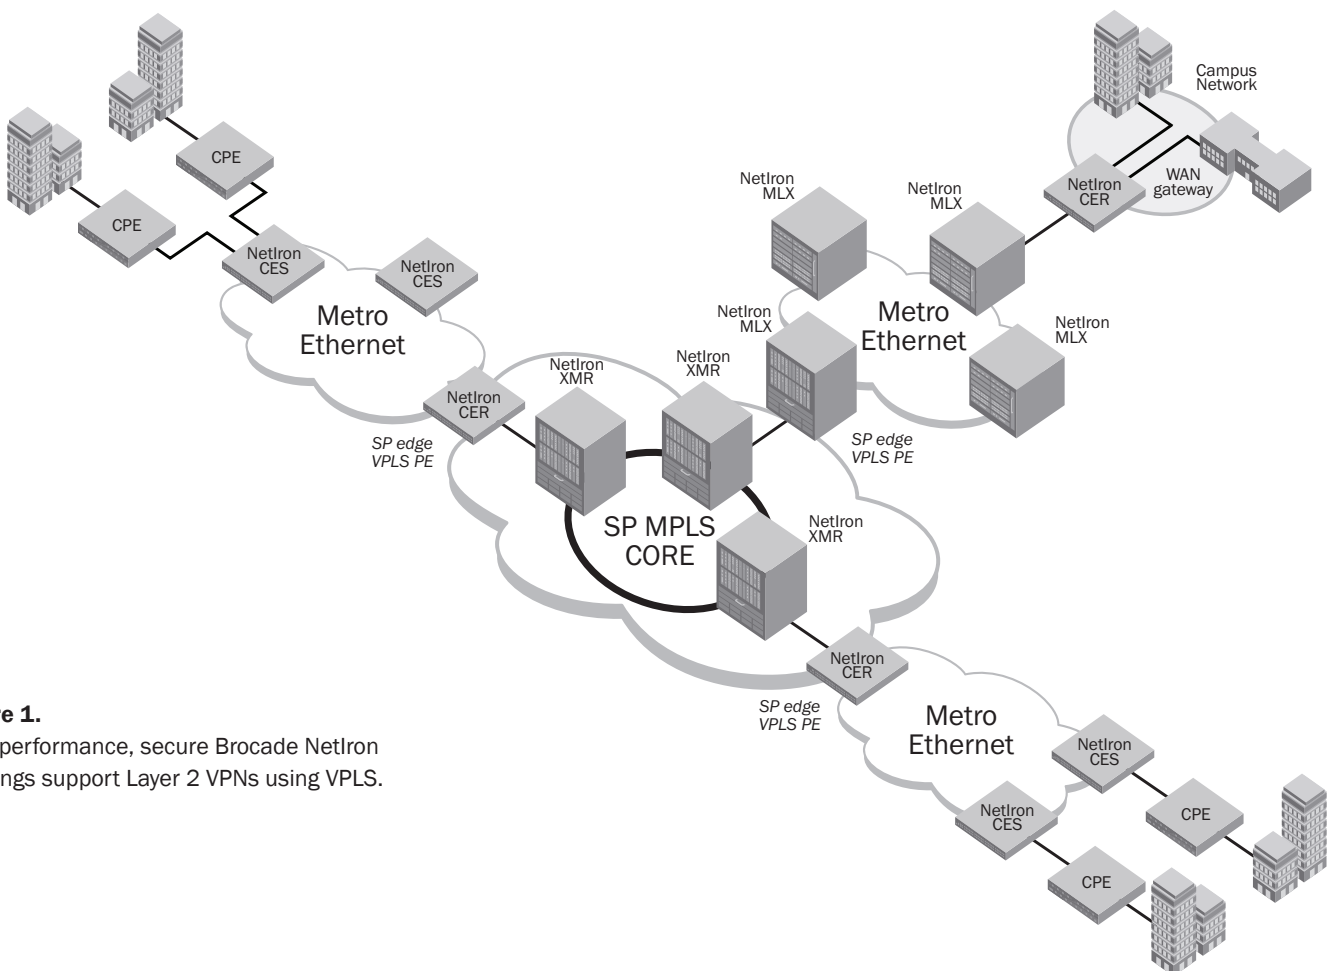 Campus
Network
CPE
CPE
WAN
gateway
NetIron
CER
NetIron
MLX
NetIron
MLX
NetIron
CES
NetIron
CES
Metro
Ethernet
NetIron
MLX
Metro
Ethernet
NetIron
MLX
NetIron
XMR
NetIron
XMR
NetIron
CER
SP edge
VPLS PE
SP edge
VPLS PE
SP MPLS
CORE
NetIron
XMR
NetIron
CER
SP edge
VPLS PE
Metro
Ethernet
NetIron
CES
NetIron
CES
CPE
CPE
1.
performance, secure Brocade NetIron
support Layer 2 VPNs using VPLS.